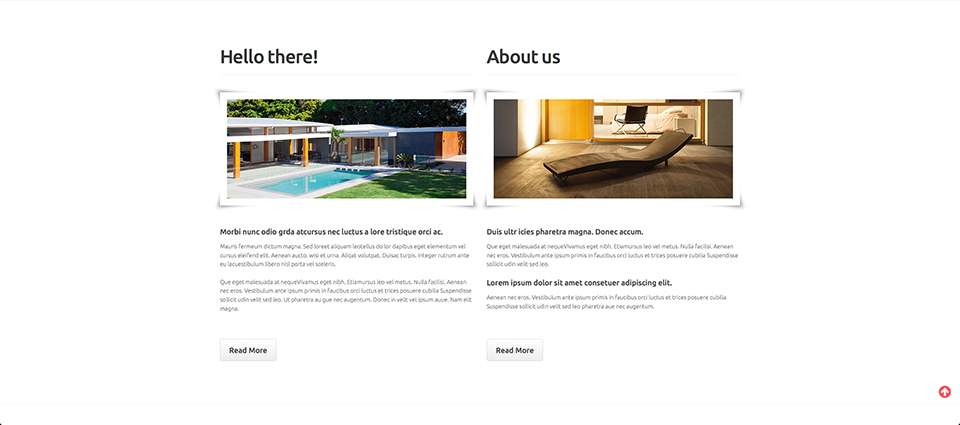 Hello there!
Morbi nunc odio grda atcursus nec luctus a lore tristique orci ac.
Mauris fermeum dictum magna. Sed loreet aliquam leotellus do lor dapibus eget elementum vel
cursus eleifend elit. Aenean aucto. wisi et urna. Aliqat volutpat. Duisac turpis. Integer rutrum ante
eu lacuestibulum libero nisl porta vel sceleris.
Que eget malesuada at nequeVivamus eget nibh. Etiamursus leo vel metus. Nulla facilisi. Aenean
nec eros. Vestibulum ante ipsum primis in faucibus orci luctus et trices posuere cubilia Suspendisse
sollicit udin velit sed leo. Ut pharetra au gue nec augentum. Donec in velit vel ipsum auue. Nam elit
magna.
Read More
About us
Duis ultr icies pharetra magna. Donec accum.
Que eget malesuada at nequeVivamus eget nibh. Etiamursus leo vel metus. Nulla facilisi. Aenean
nec eros. Vestibulum ante ipsum primis in faucibus orci luctus et trices posuere cubilia Suspendisse
sollicit udin velit sed leo.
Lorem ipsum dolor sit amet consetuer adipiscing elit.
Aenean nec eros. Vestibulum ante ipsum primis in faucibus orci luctus et trices posuere cubilia
Suspendisse sollicit udin velit sed leo pharetra aue nec augentum.
Read More